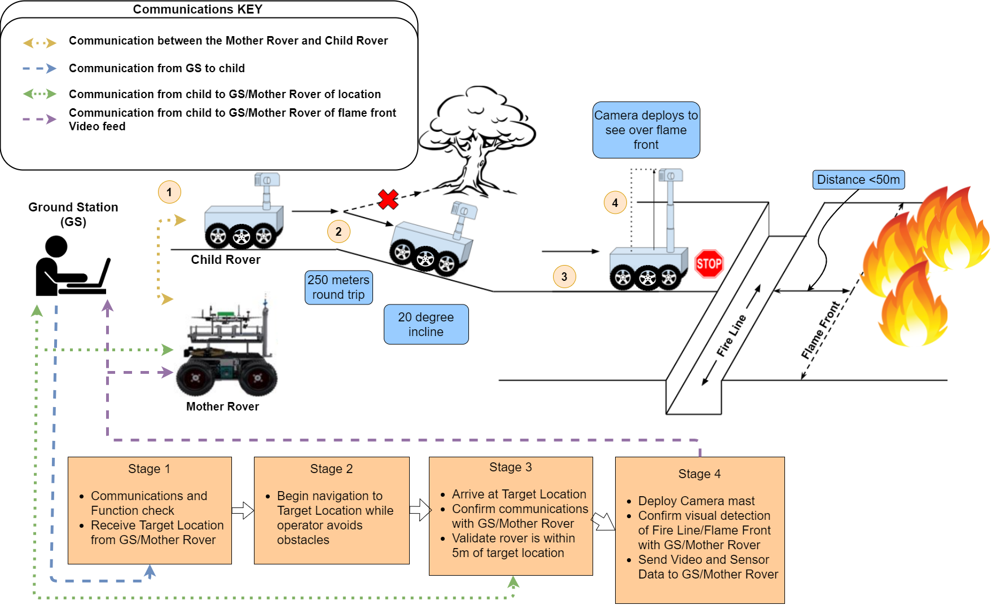 Communications KEY
Communication between the Mother Rover and Child Rover
Communication from GS to child
Communication from child to GS/Mother Rover of location
Communication from child to GS/Mother Rover of flame front
Video feed
Camera deploys to
see over flame
front
Distance <50m
1
Ground Station
(GS)
4
2
Child Rover
STOP
3
250 meters
round trip
20 degree
incline
Fire Line
Flame Front
Mother Rover
Stage 1
• Communications and
Function check
• Receive Target Location
from GS/Mother Rover
Stage 2
• Begin navigation to
Target Location while
operator avoids
obstacles
Stage 3
• Arrive at Target Location
• Confirm communications
with GS/Mother Rover
• Validate rover is within
5m of target location
Stage 4
• Deploy Camera mast
• Confirm visual detection
of Fire Line/Flame Front
with GS/Mother Rover
• Send Video and Sensor
Data to GS/Mother Rover